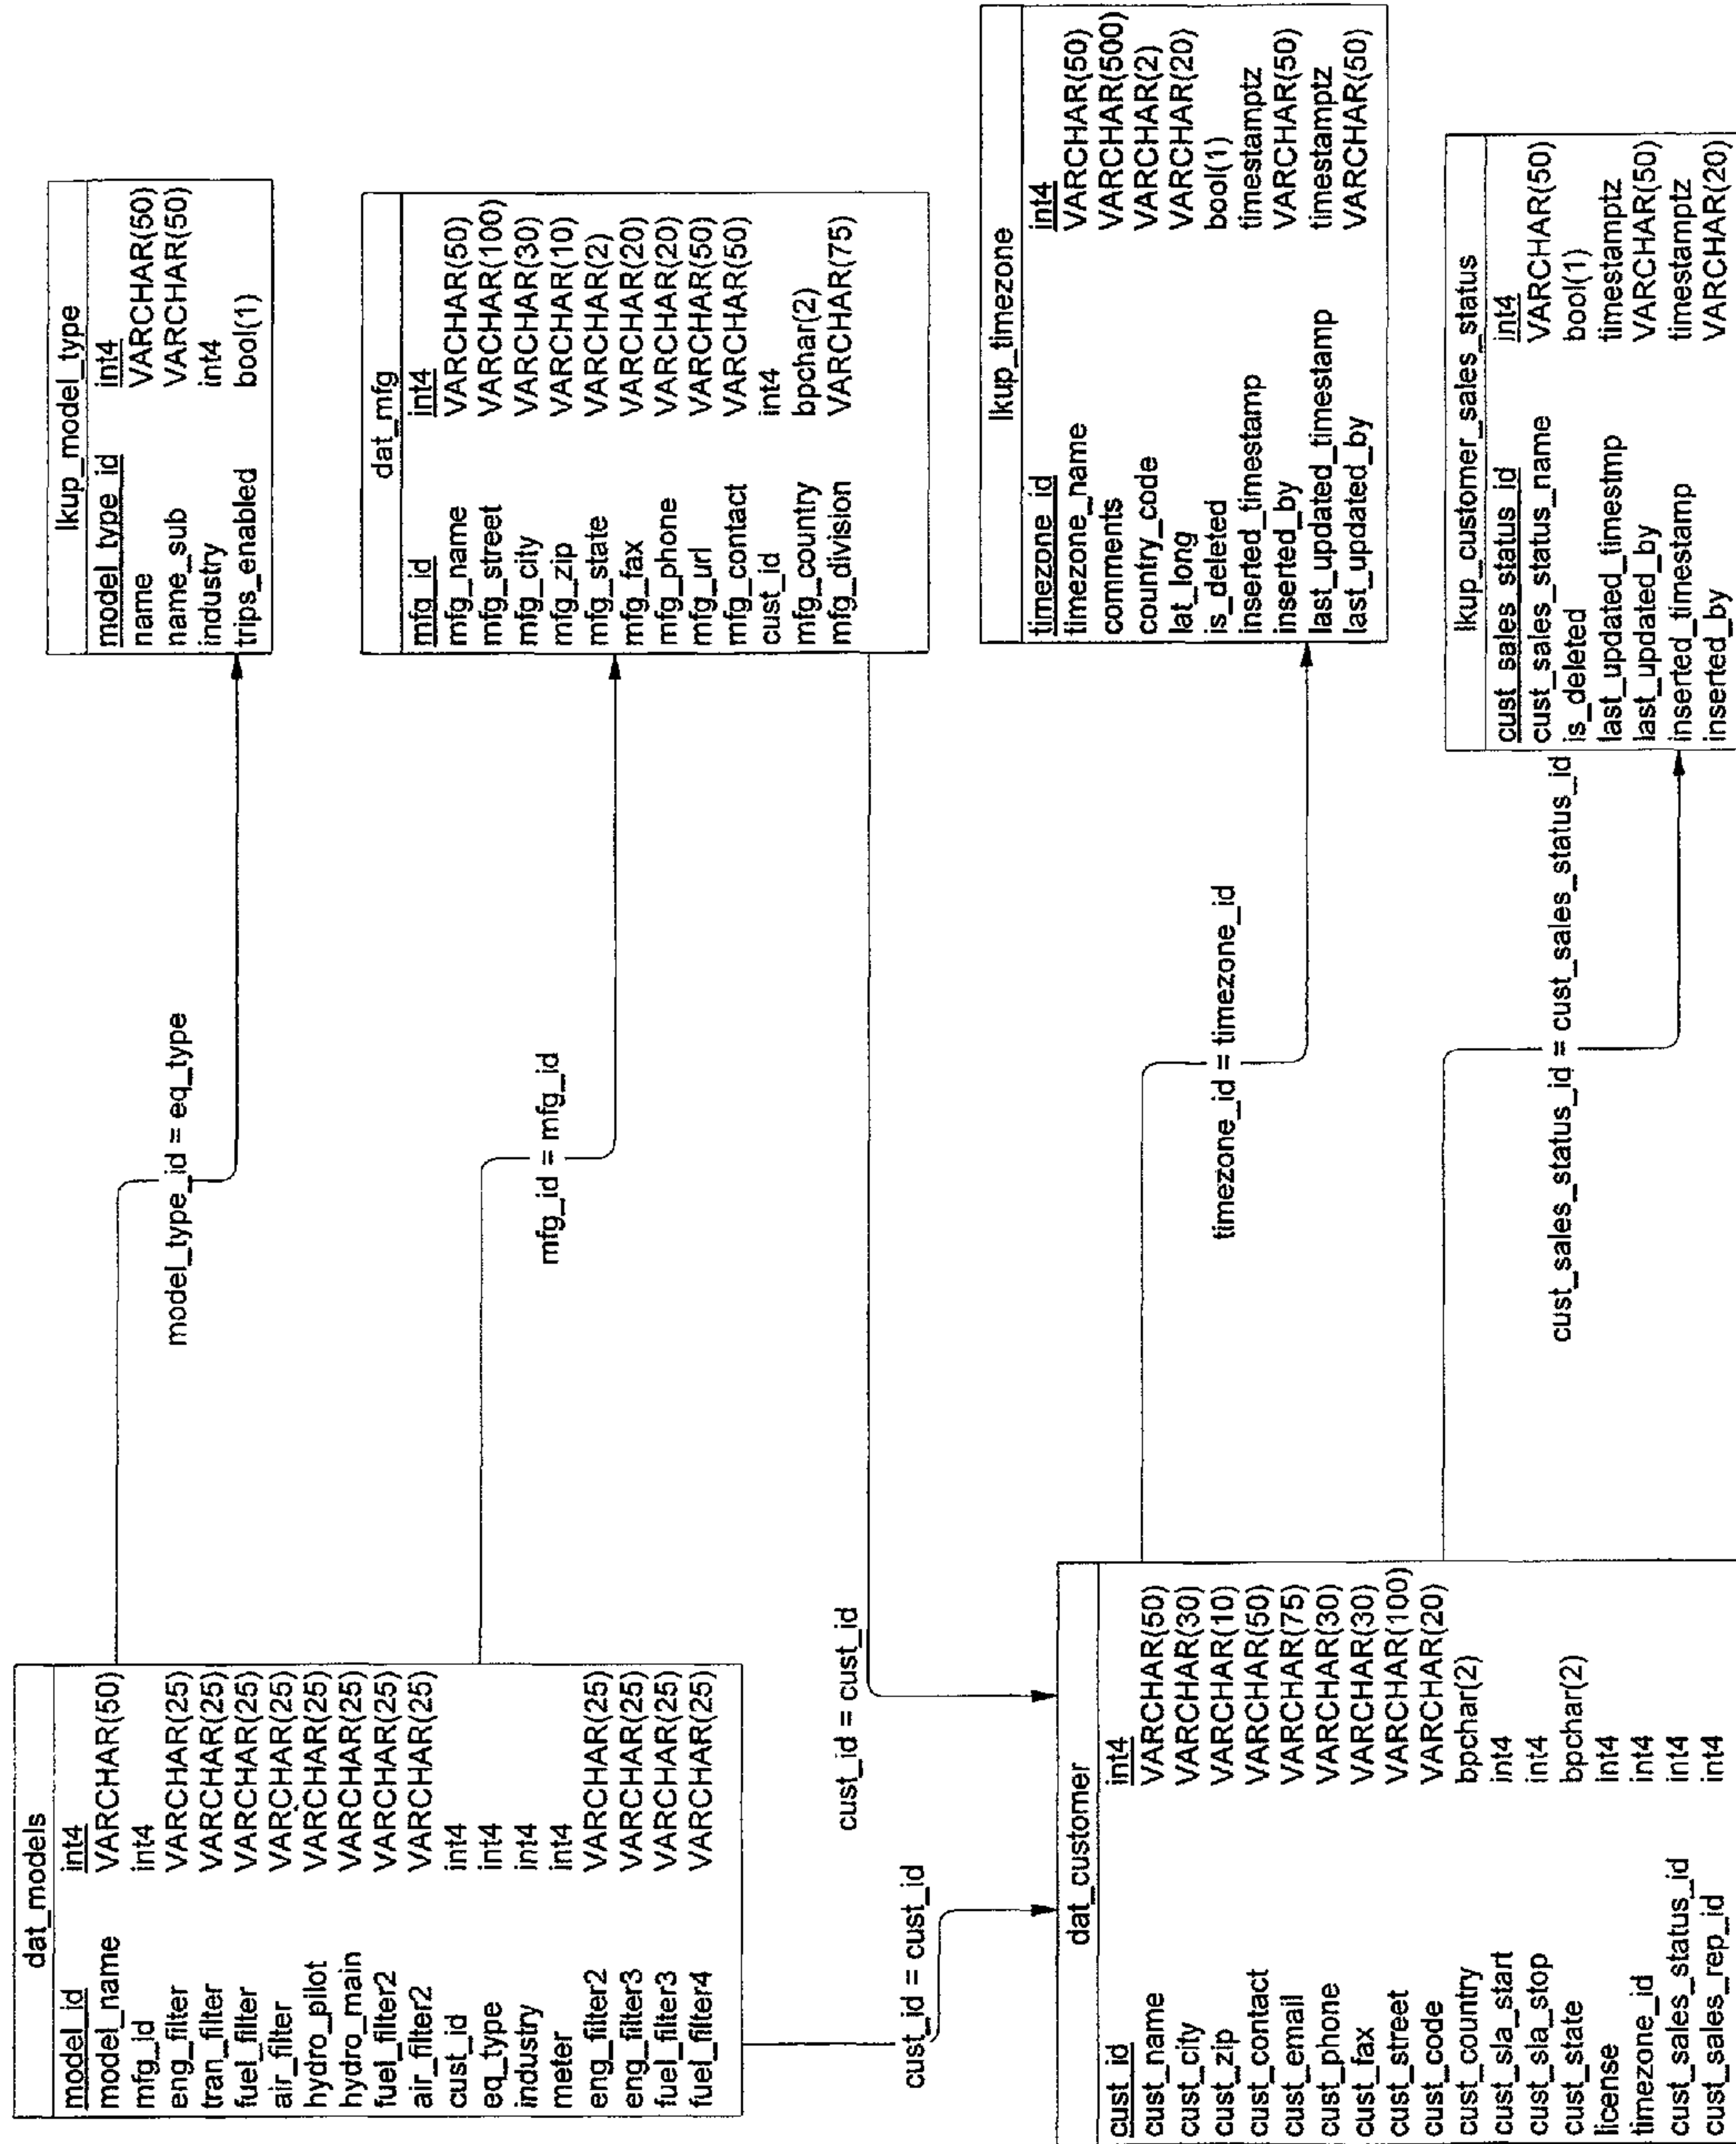 dat_models
model_id int4
model_name VARCHAR(50)
mfg_id int4
eng_filter VARCHAR(25)
tran_filter VARCHAR(25)
fuel_filter VARCHAR(25)
air_filter VARCHAR(25)
hydro_pilot VARCHAR(25)
hydro_main VARCHAR(25)
fuel_filter2 VARCHAR(25)
air_filter2 VARCHAR(25)
cust_id int4
eq_type int4
industry int4
meter int4
eng_filter2 VARCHAR(25)
eng_filter3 VARCHAR(25)
fuel_filter3 VARCHAR(25)
fuel_filter4 VARCHAR(25)
model_type_id = eq_type
lkup_model_type
model_type_id int4
name VARCHAR(50)
name_sub VARCHAR(50)
industry int4
trips_enabled bool(1)
mfg_id = mfg_id
dat_mfg
mfg_id int4
mfg_name VARCHAR(50)
mfg_street VARCHAR(100)
mfg_city VARCHAR(30)
mfg_zip VARCHAR(10)
mfg_state VARCHAR(2)
mfg_fax VARCHAR(20)
mfg_phone VARCHAR(20)
mfg_url VARCHAR(50)
mfg_contact VARCHAR(50)
cust_id int4
mfg_country bpchar(2)
mfg_division VARCHAR(75)
cust_id = cust_id
cust_id = cust_id
dat_customer
cust_id int4
cust_name VARCHAR(50)
cust_city VARCHAR(30)
cust_zip VARCHAR(10)
cust_contact VARCHAR(50)
cust_email VARCHAR(75)
cust_phone VARCHAR(30)
cust_fax VARCHAR(30)
cust_street VARCHAR(100)
cust_code VARCHAR(20)
cust_country bpchar(2)
cust_sla_start int4
cust_sla_stop int4
cust_state bpchar(2)
license int4
timezone_id int4
cust_sales_status_id int4
cust_sales_rep_id int4
timezone_id = timezone_id
lkup_timezone
timezone_id int4
timezone_name VARCHAR(50)
comments VARCHAR(500)
country_code VARCHAR(2)
lat_long VARCHAR(20)
is_deleted bool(1)
inserted_timestamp timestamptz
inserted_by VARCHAR(50)
last_updated_timestamp timestamptz
last_updated_by VARCHAR(50)
cust_sales_status_id = cust_sales_status_id
lkup_customer_sales_status
cust_sales_status_id int4
cust_sales_status_name VARCHAR(50)
is_deleted bool(1)
last_updated_timestmp timestamptz
last_updated_by VARCHAR(50)
inserted_timestamp timestamptz
inserted_by VARCHAR(20)